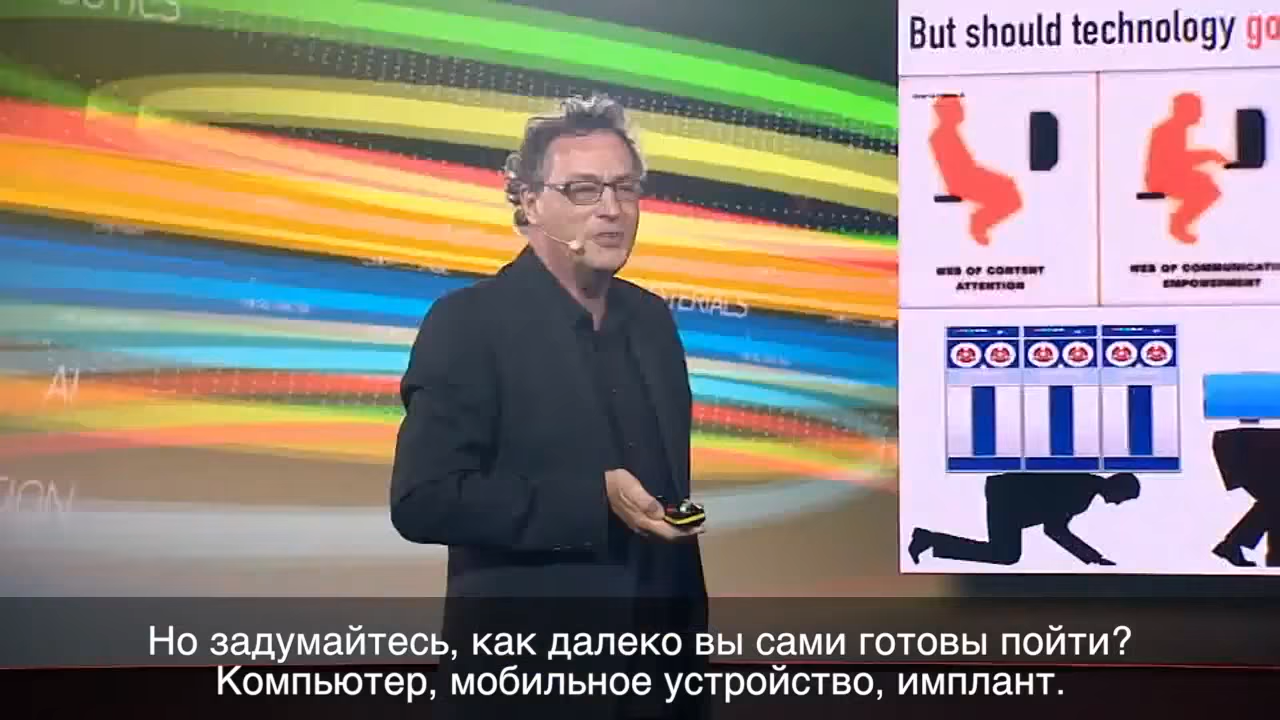 But should technology go
WEB OF CONTENT
ATTENTION
WEB OF COMMUNICATI
EMPOWERMENT
AI
Но задумайтесь, как далеко вы сами готовы пойти?
Компьютер, мобильное устройство, имплант.